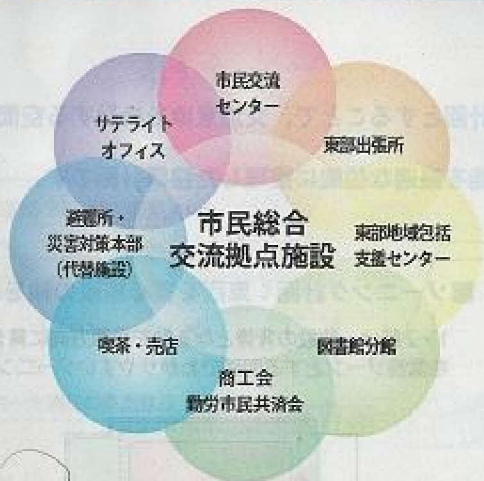 市民交流
センター
サテライト
オフィス
東部出張所
避難所・
災害対策本部
（代替施設）
市民総合
交流拠点施設
東部地域包括
支援センター
喫茶・売店
図書館分館
商工会
勤労市民共済会